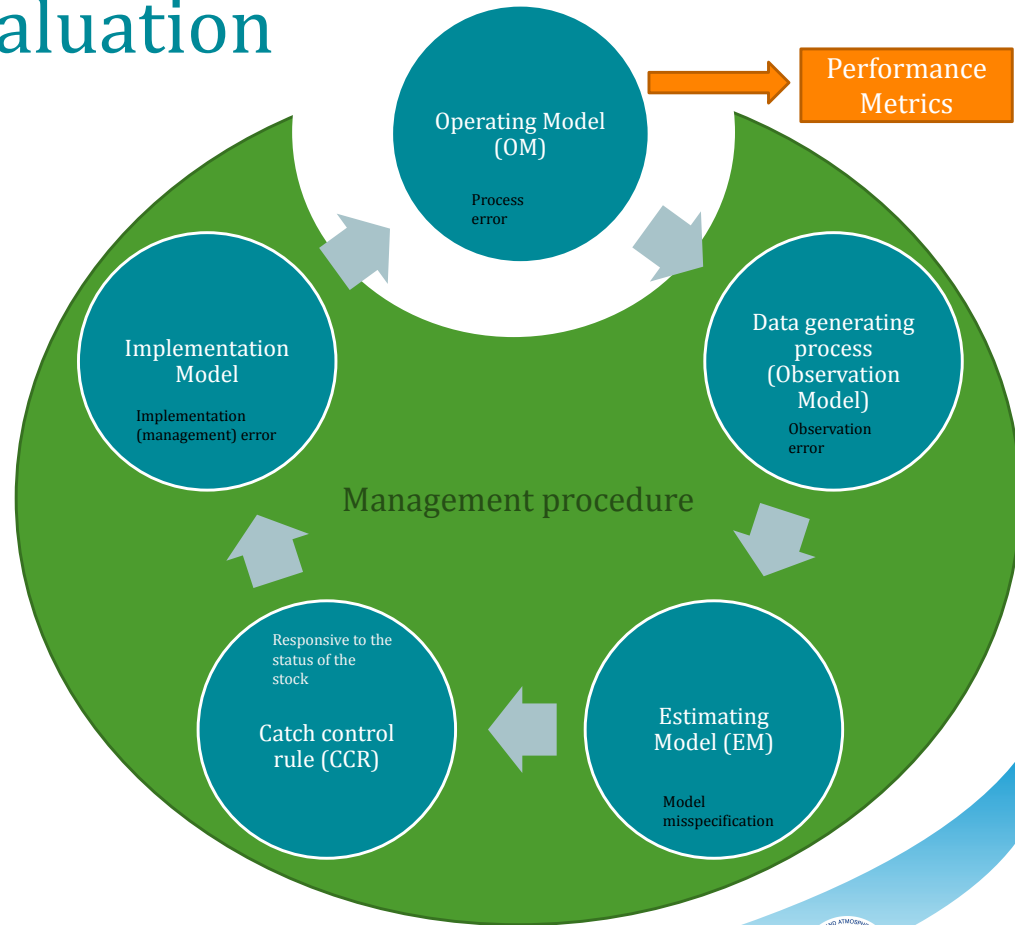 aluation
Performance
Metrics
Operating Model
(OM)
Process
error
Implementation
Model
Implementation
(management) error
Data generating
process
(Observation
Model)
Observation
error
Management procedure
Responsive to the
status of the
stock
Catch control
rule (CCR)
Estimating
Model (EM)
Model
misspecification